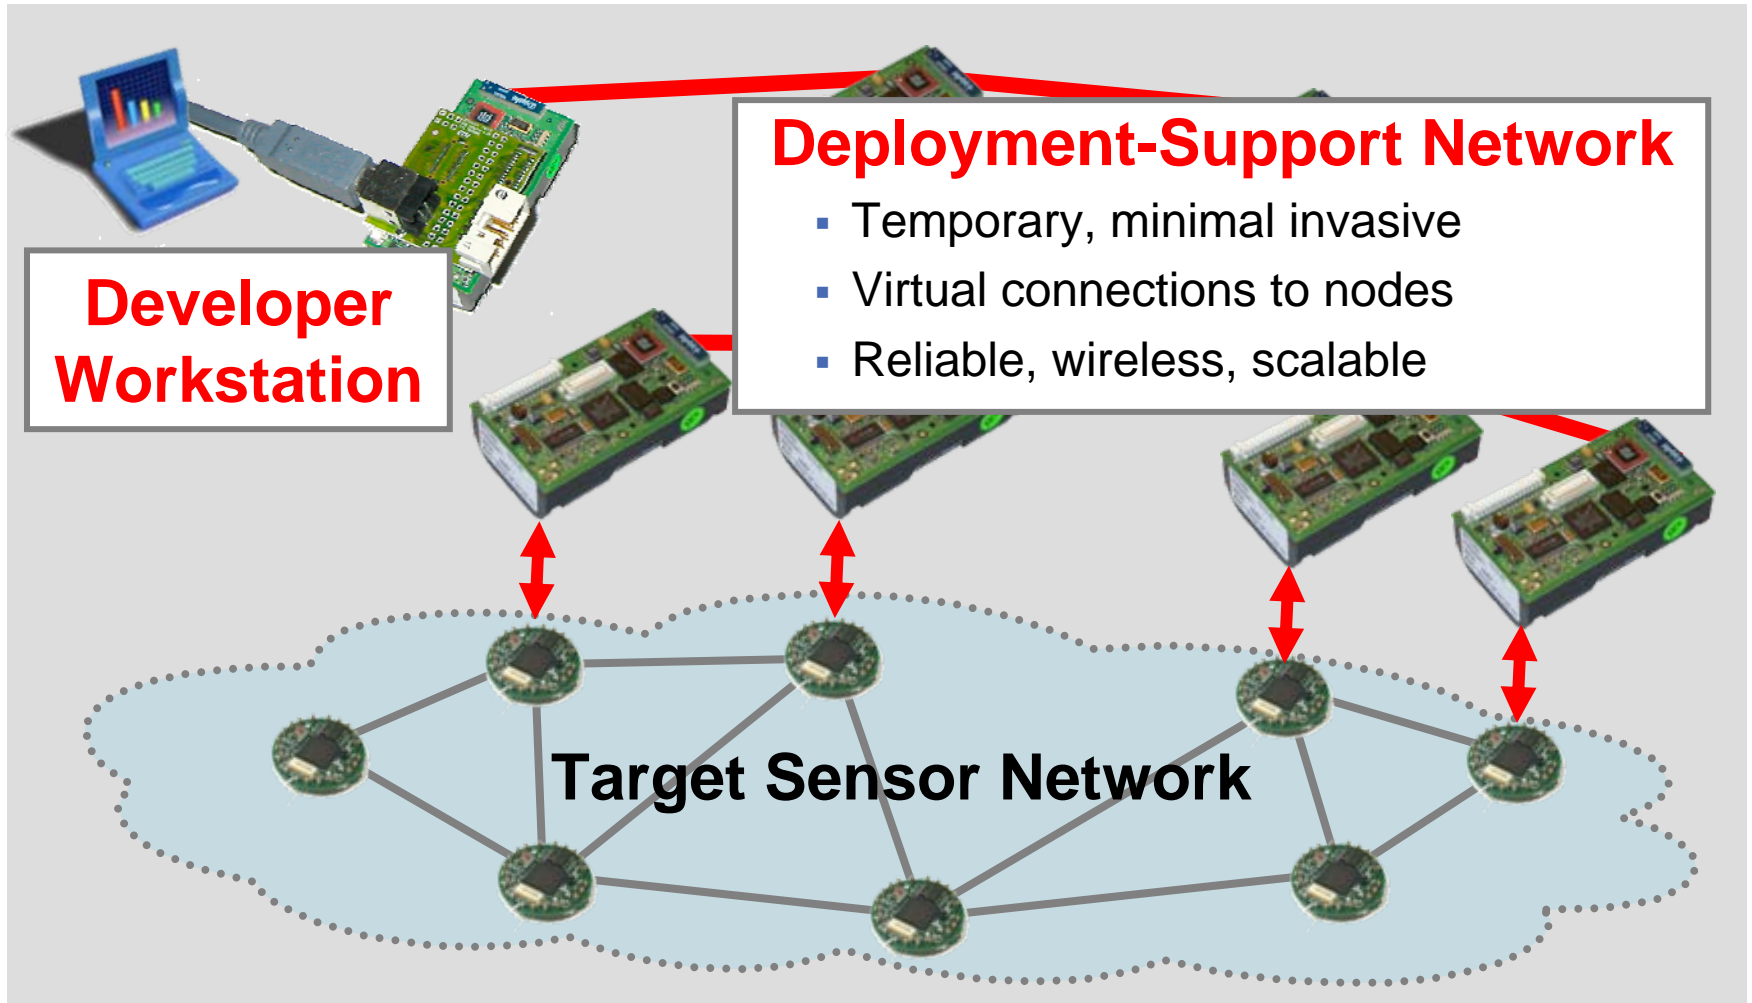 Deployment-Support Network
▪ Temporary, minimal invasive
▪ Virtual connections to nodes
▪ Reliable, wireless, scalable
Developer
Workstation
Target Sensor Network